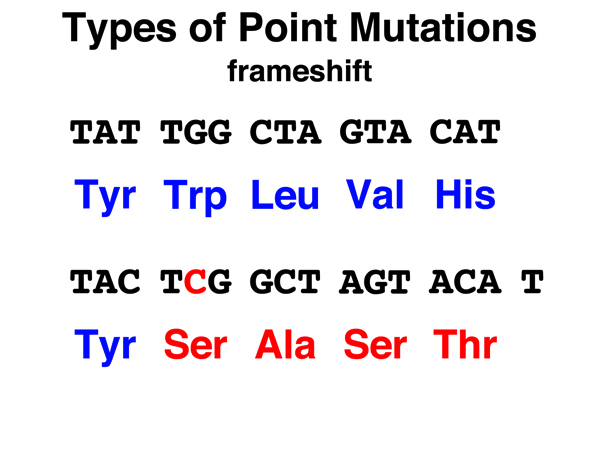 Types of Point Mutations
frameshift
TAT TGG CTA GTA CAT
Tyr Trp Leu Val His
TAC TCG GCT AGT ACA T
Tyr Ser Ala Ser Thr